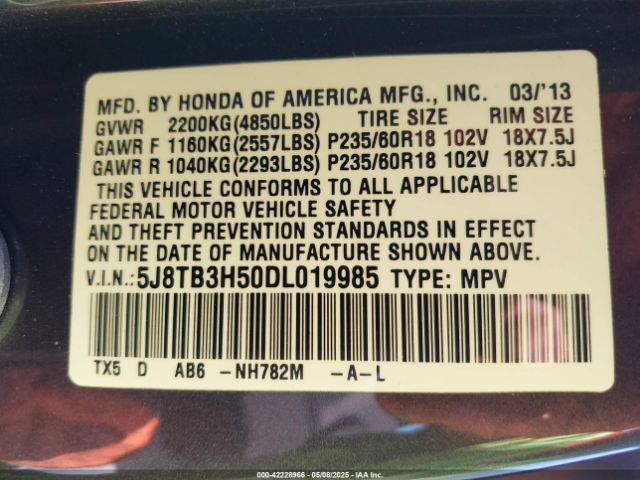 MFD. BY HONDA OF AMERICA MFG., INC. 03/'13
GVWR 2200KG(4850LBS) TIRE SIZE RIM SIZE
GAWR F 1160KG(2557LBS) P235/60R18 102V 18X7.5J
GAWR R 1040KG(2293LBS) P235/60R18 102V 18X7.5J
THIS VEHICLE CONFORMS TO ALL APPLICABLE
FEDERAL MOTOR VEHICLE SAFETY
AND THEFT PREVENTION STANDARDS IN EFFECT
ON THE DATE OF MANUFACTURE SHOWN ABOVE.
V.I.N.: 5J8TB3H50DL019985 TYPE: MPV
TX5 D AB6 -NH782M -A-L
000-42228966 | 05/08/2025 | IAA Inc.